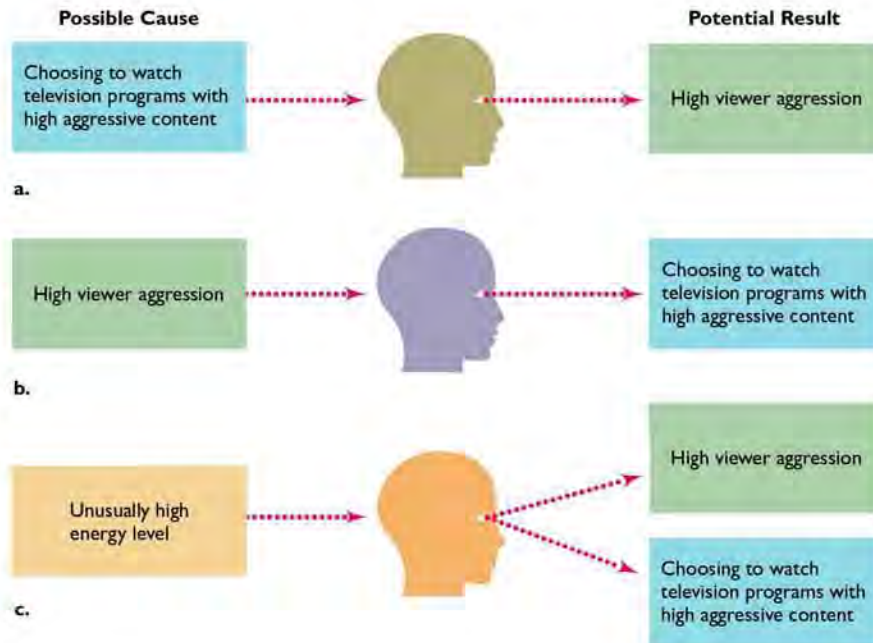 Possible Cause
Potential Result
Choosing to watch
television programs with
high aggressive content
High viewer aggression
a.
High viewer aggression
Choosing to watch
television programs with
high aggressive content
b.
Unusually high
energy level
High viewer aggression
Choosing to watch
television programs with
high aggressive content
c.